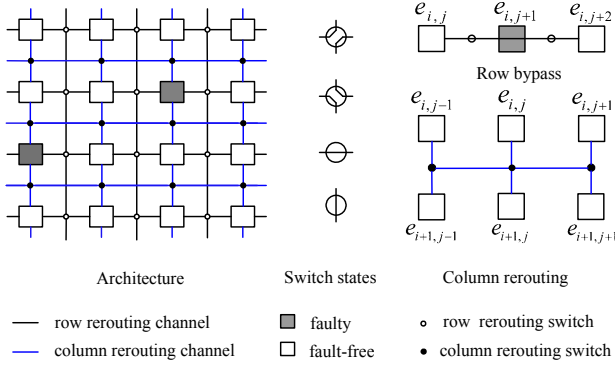 e_{i,j} e_{i,j+1} e_{i,j+2}
Row bypass
e_{i,j-1} e_{i,j} e_{i,j+1}
e_{i+1,j-1} e_{i+1,j} e_{i+1,j+1}
Architecture Switch states Column rerouting
row rerouting channel faulty row rerouting switch
column rerouting channel fault-free column rerouting switch